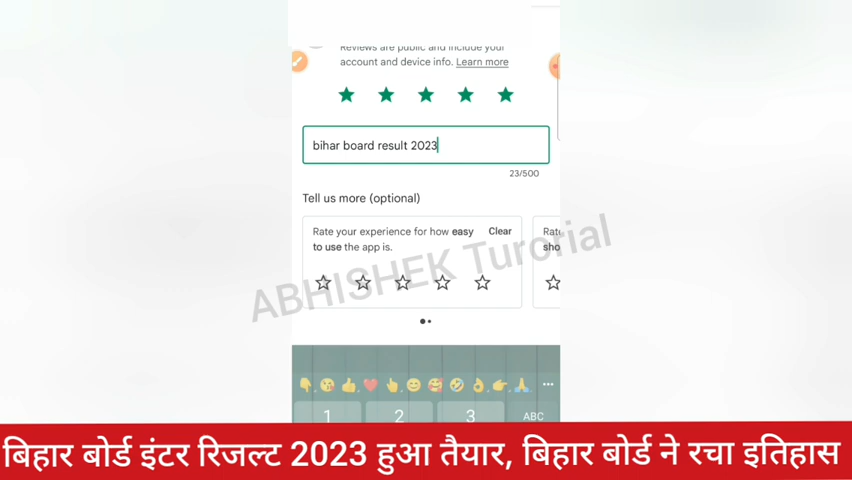 Reviews are public and include your
account and device info. Learn more
bihar board result 2023
23/500
Tell us more (optional)
Rate your experience for how easy Clear
to use the app is.
Rate
sho
ABHISHEK Turorial
1 2 3 ABC
बिहार बोर्ड इंटर रिजल्ट 2023 हुआ तैयार, बिहार बोर्ड ने रचा इतिहास